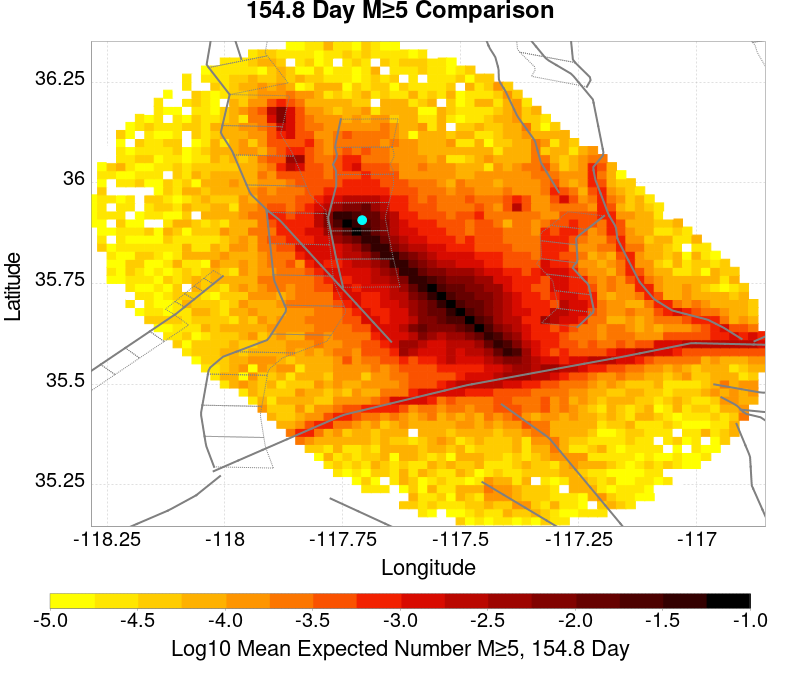 154.8 Day M≥5 Comparison
36.25
36
35.75
35.5
35.25
Latitude
-118.25 -118 -117.75 -117.5 -117.25 -117
Longitude
-5.0 -4.5 -4.0 -3.5 -3.0 -2.5 -2.0 -1.5 -1.0
Log10 Mean Expected Number M≥5, 154.8 Day